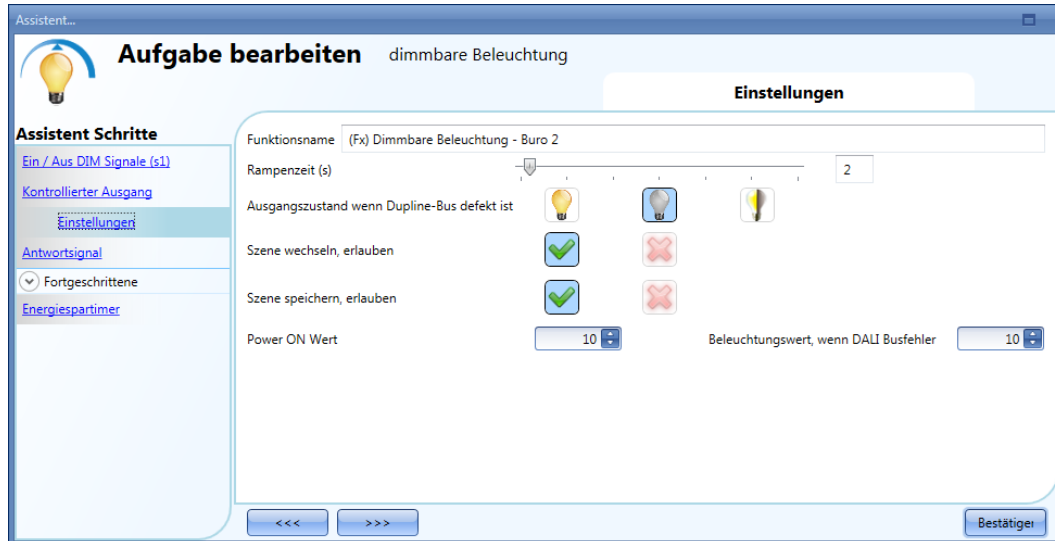 Assistent...
Aufgabe bearbeiten dimmbare Beleuchtung
Einstellungen
Assistent Schritte
Ein / Aus DIM Signale (s1)
Kontrollierter Ausgang
Einstellungen
Antwortsignal
Fortgeschrittene
Energiespartimer
Funktionsname (Fx) Dimmbare Beleuchtung - Buro 2
Rampenzeit (s) 2
Ausgangszustand wenn Dupline-Bus defekt ist
Szene wechseln, erlauben
Szene speichern, erlauben
Power ON Wert 10 Beleuchtungswert, wenn DALI Busfehler 10
<<< >>> Bestätiger